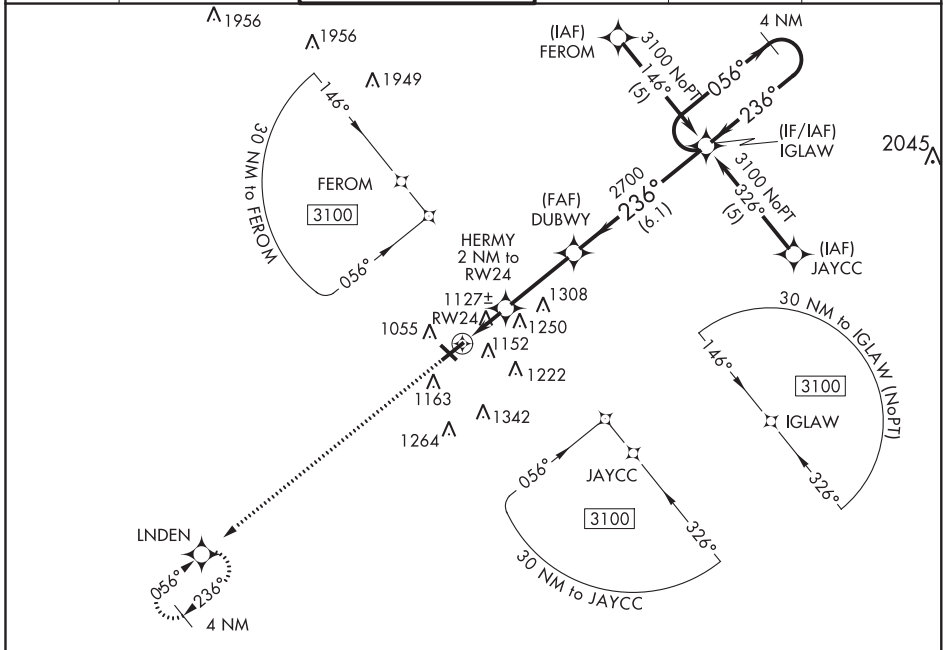 1956
1956
1949
(IAF)
FEROM
3100 NoPT
146°
(5)
4 NM
056°
236°
(IF/IAF)
IGLAW
2045
3100 NoPT
326°
(5)
(IAF)
JAYCC
146°
30 NM to FEROM
FEROM
3100
056°
2700
236°
(6.1)
(FAF)
DUBWY
HERMY
2 NM to
RW24
1127±
RW24
1308
1250
1055
1152
1222
1163
1342
1264
30 NM to IGLAW (NoPT)
146°
3100
IGLAW
326°
056°
JAYCC
3100
326°
30 NM to JAYCC
LNDEN
056°
236°
4 NM